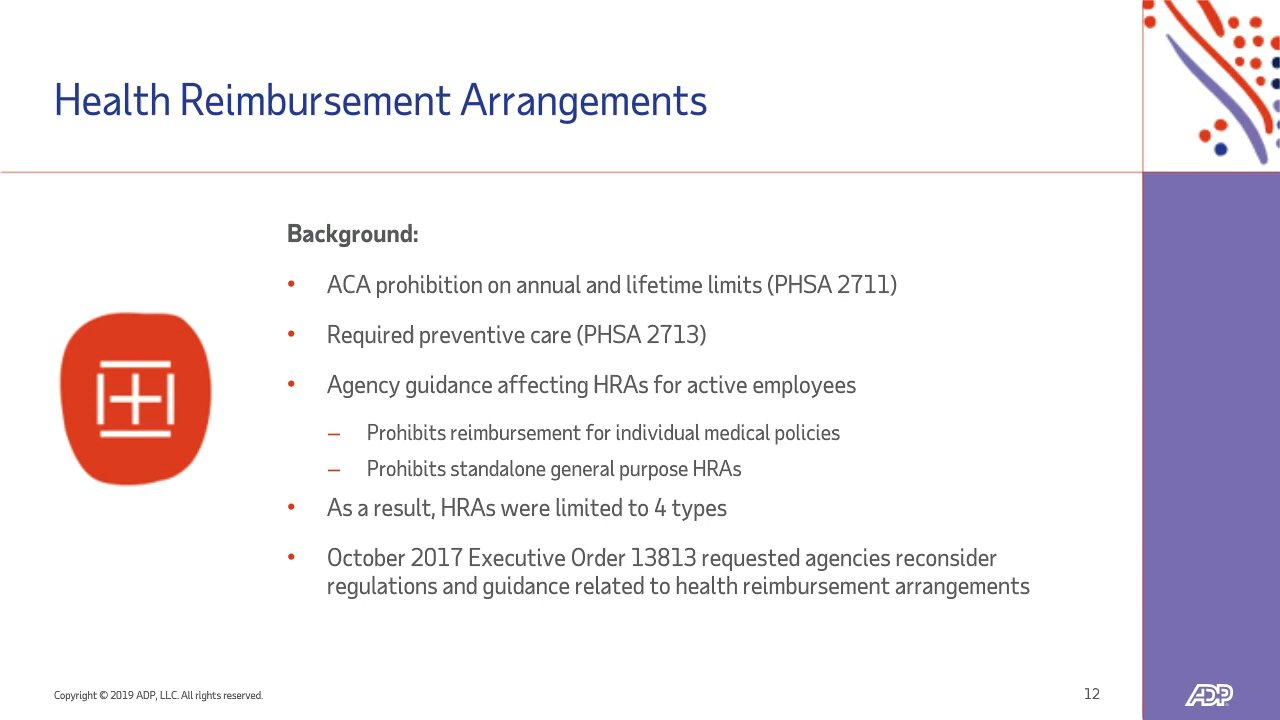 Health Reimbursement Arrangements
Background:
• ACA prohibition on annual and lifetime limits (PHSA 2711)
• Required preventive care (PHSA 2713)
• Agency guidance affecting HRAs for active employees
– Prohibits reimbursement for individual medical policies
– Prohibits standalone general purpose HRAs
• As a result, HRAs were limited to 4 types
• October 2017 Executive Order 13813 requested agencies reconsider
regulations and guidance related to health reimbursement arrangements
Copyright © 2019 ADP, LLC. All rights reserved.
12
ADP